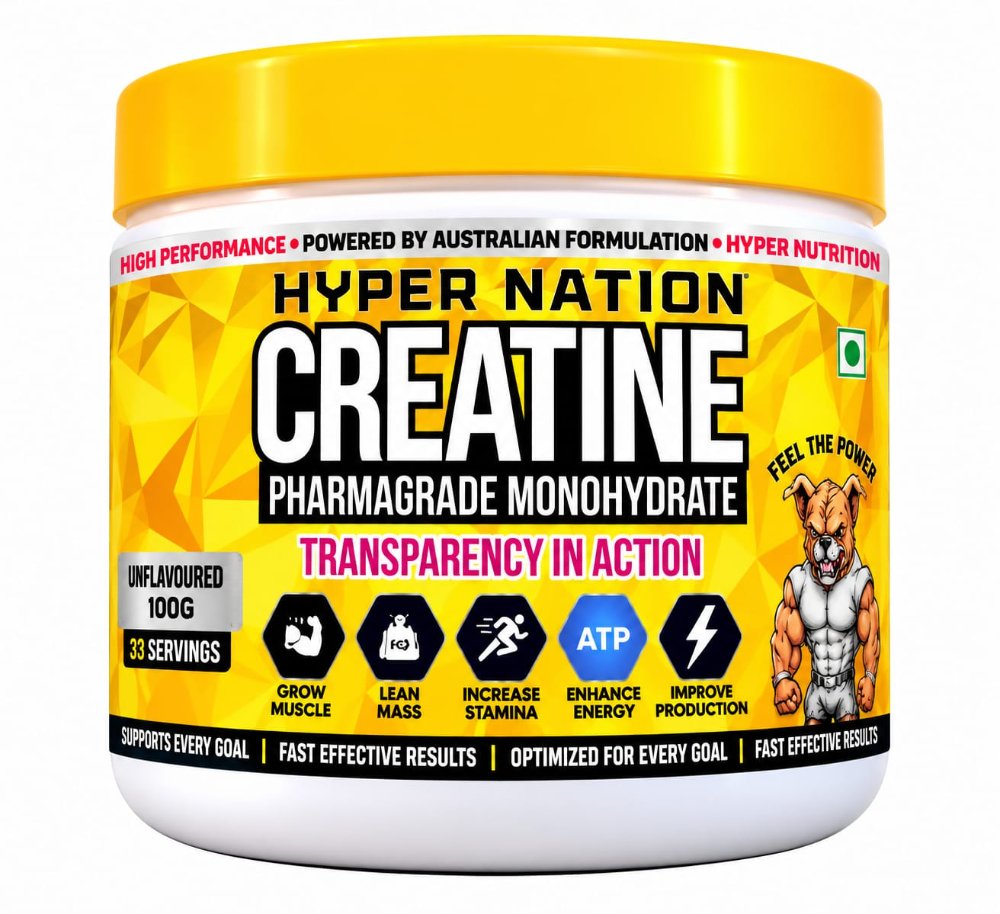 HIGH PERFORMANCE • POWERED BY AUSTRALIAN FORMULATION • HYPER NUTRITION
HYPER NATION®
CREATINE
PHARMAGRADE MONOHYDRATE
TRANSPARENCY IN ACTION
FEEL THE POWER
UNFLAVOURED
100G
33 SERVINGS
ATP
GROW
MUSCLE
LEAN
MASS
INCREASE
STAMINA
ENHANCE
ENERGY
IMPROVE
PRODUCTION
SUPPORTS EVERY GOAL | FAST EFFECTIVE RESULTS | OPTIMIZED FOR EVERY GOAL | FAST EFFECTIVE RESULTS